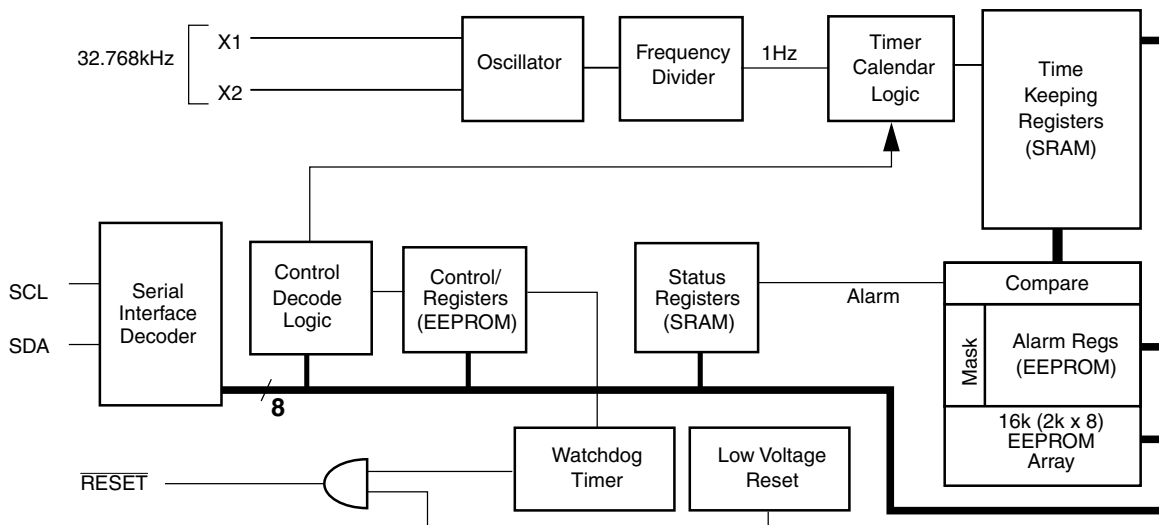 32.768kHz
X1
X2
Oscillator
Frequency
Divider
1Hz
Timer
Calendar
Logic
Time
Keeping
Registers
(SRAM)
SCL
SDA
Serial
Interface
Decoder
Control
Decode
Logic
Control/
Registers
(EEPROM)
Status
Registers
(SRAM)
Alarm
Compare
Mask
Alarm Regs
(EEPROM)
16k (2k x 8)
EEPROM
Array
8
RESET
Watchdog
Timer
Low Voltage
Reset